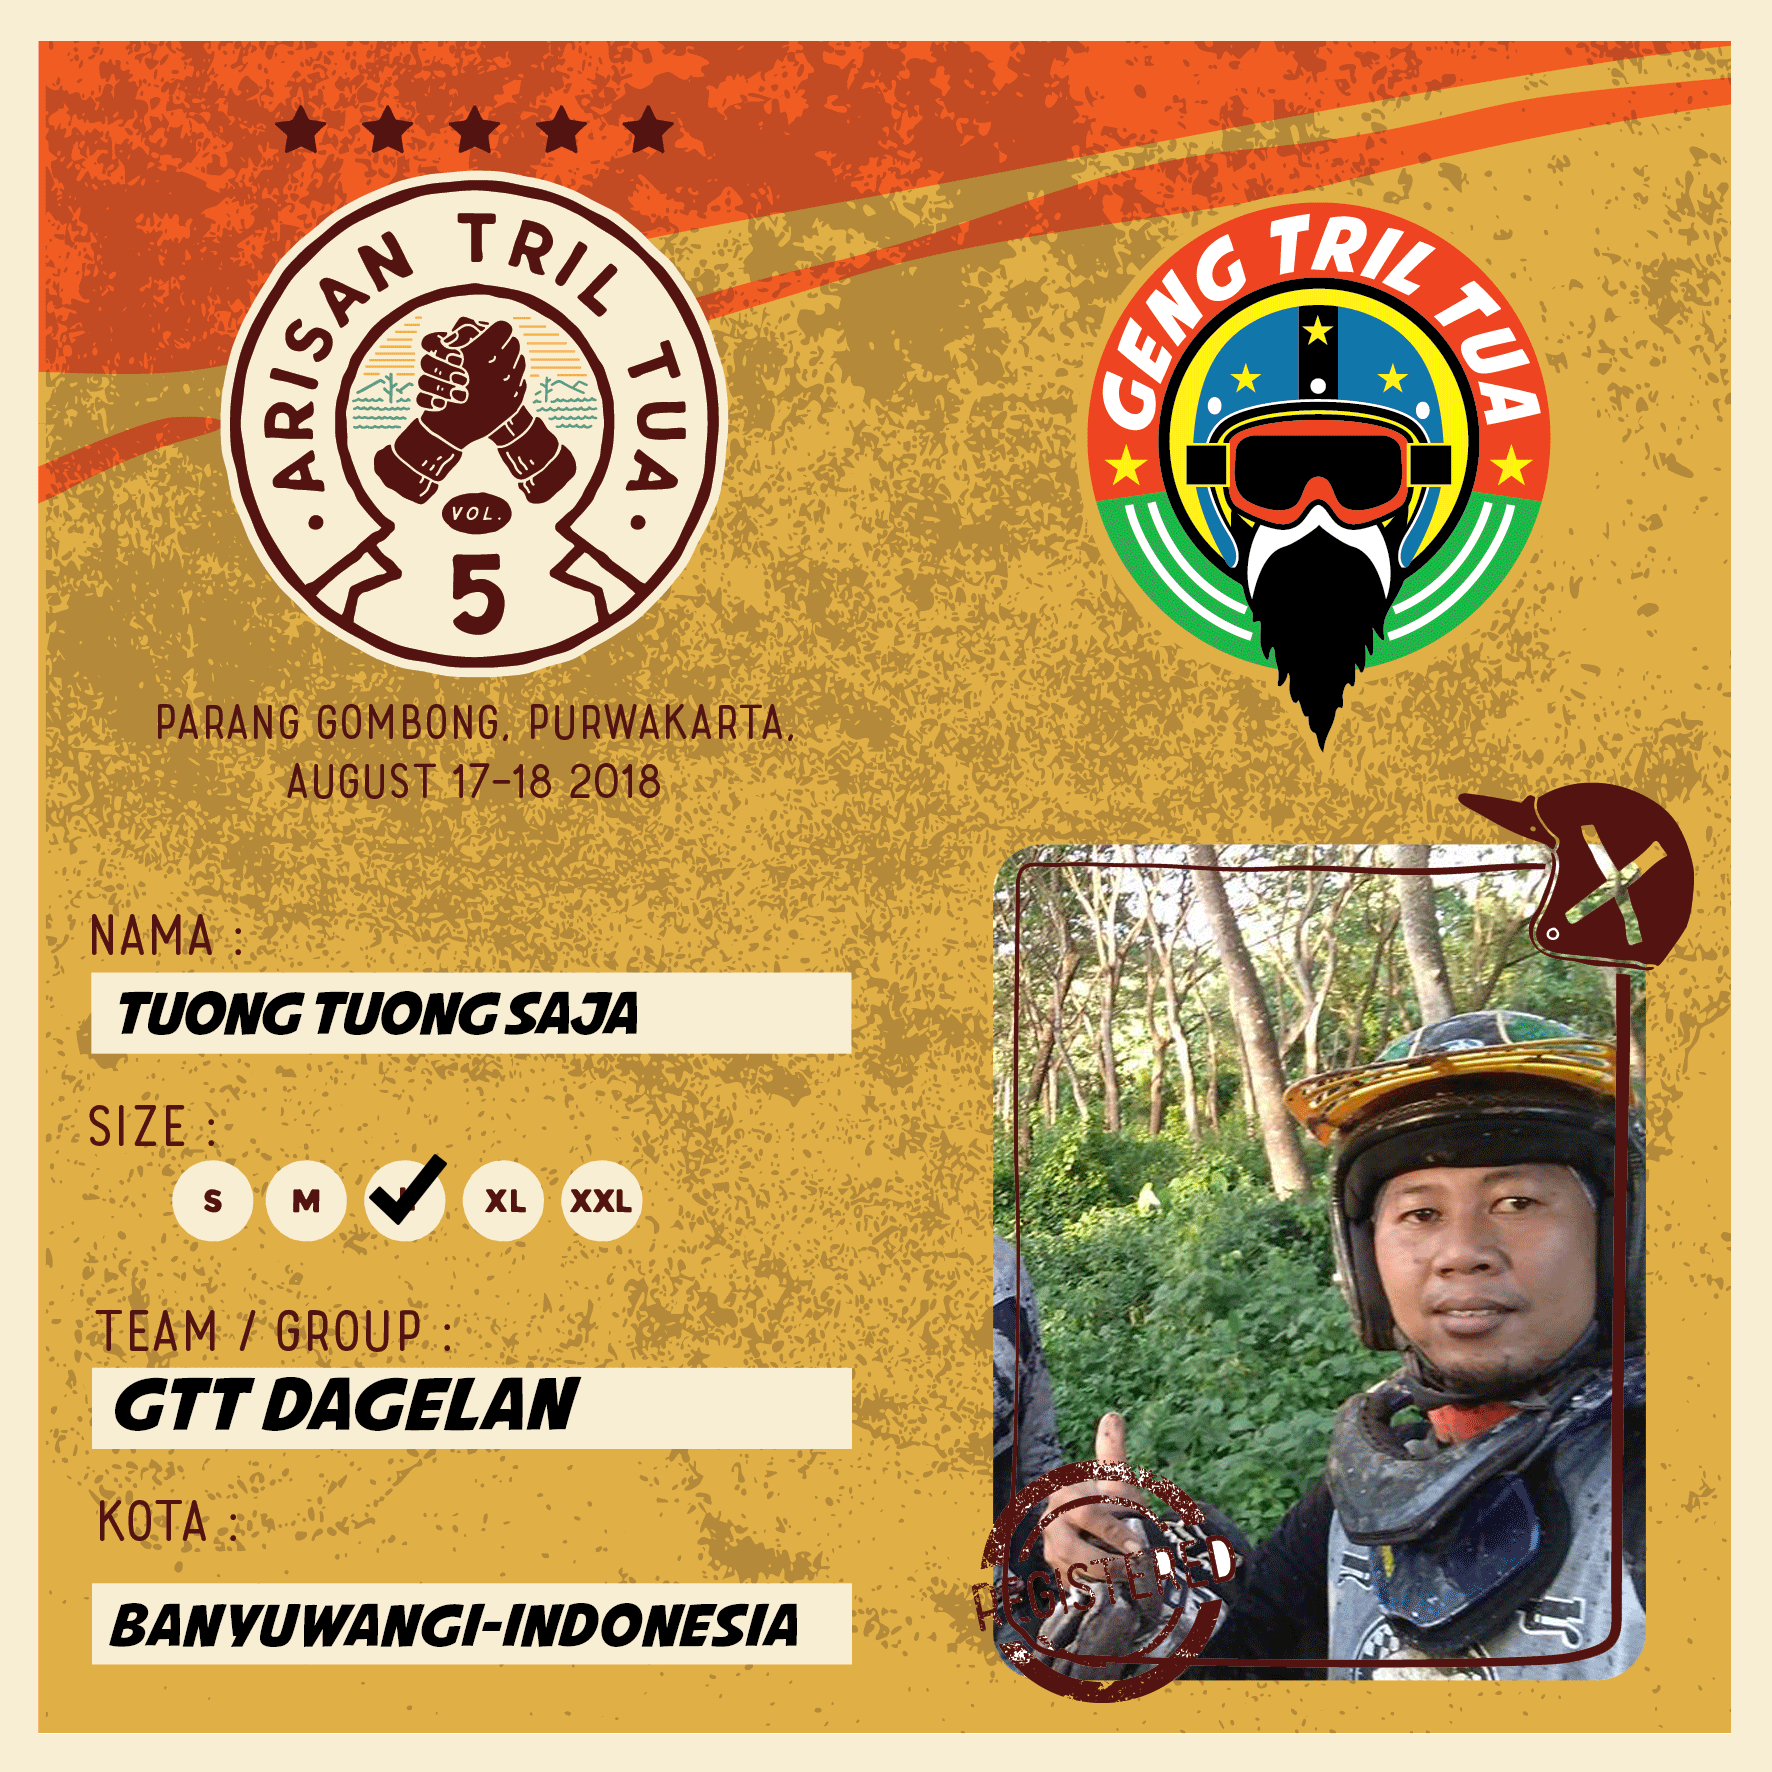 ARISAN TRIL TUA
VOL.
5
PARANG GOMBONG, PURWAKARTA,
AUGUST 17-18 2018
GENG TRIL TUA
NAMA :
TUONG TUONG SAJA
SIZE :
S M XL XXL
TEAM / GROUP :
GTT DAGELAN
KOTA :
BANYUWANGI-INDONESIA
REGISTERED